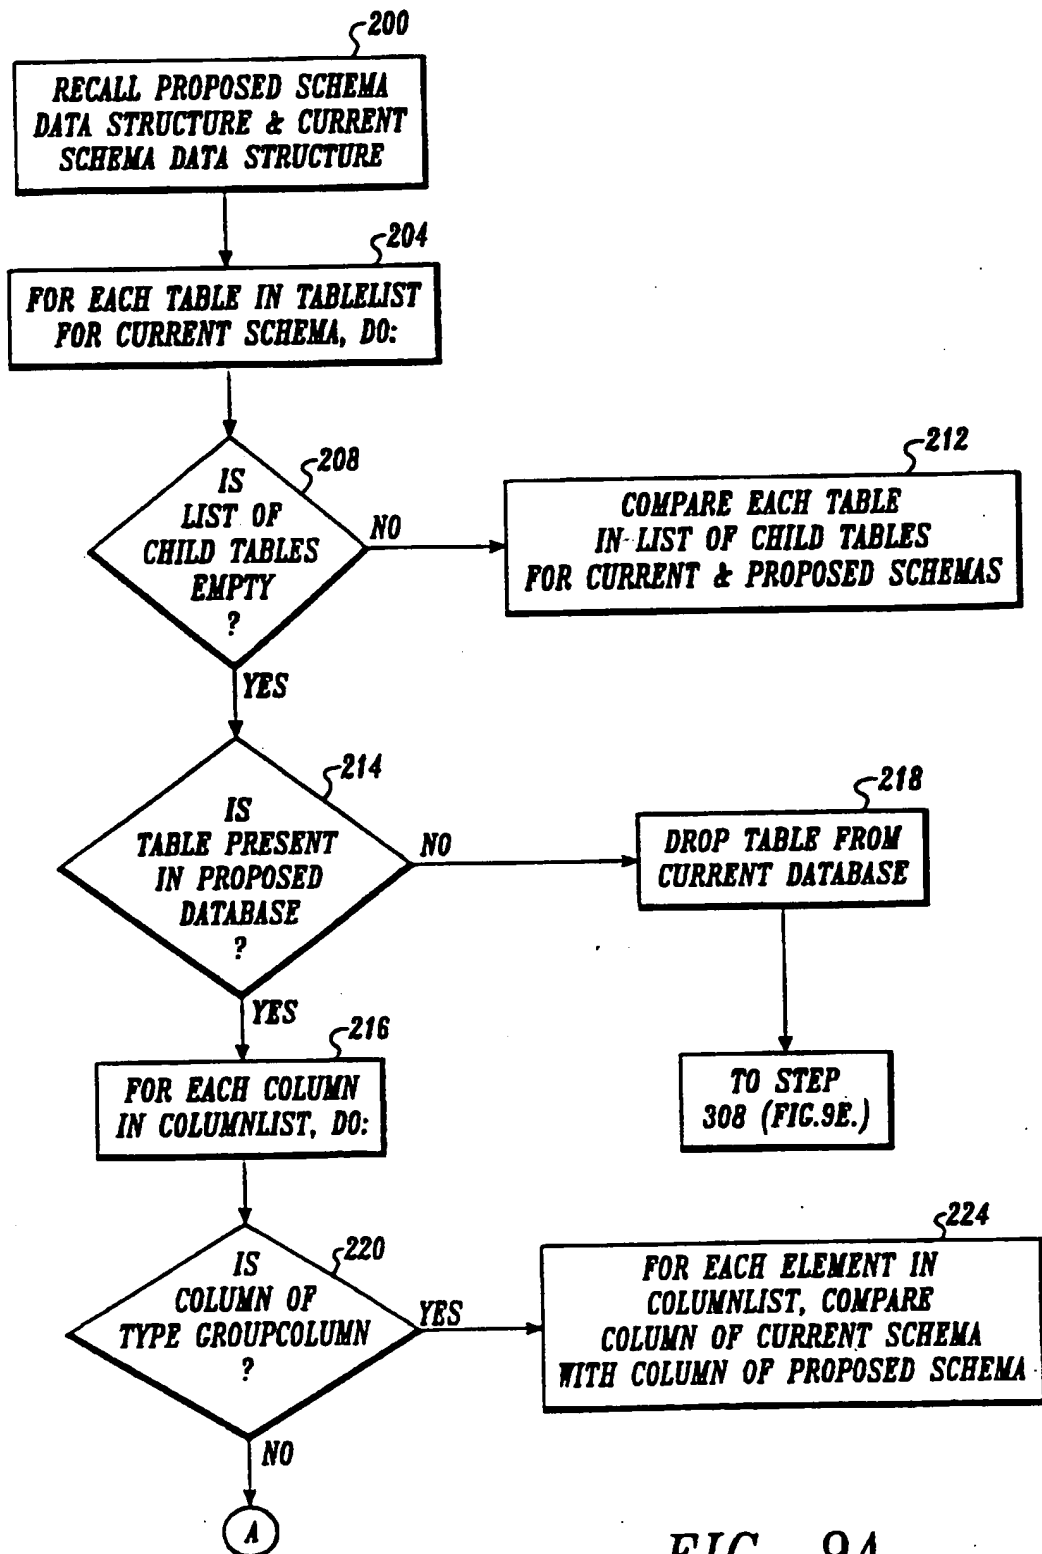 200
RECALL PROPOSED SCHEMA
DATA STRUCTURE & CURRENT
SCHEMA DATA STRUCTURE
204
FOR EACH TABLE IN TABLELIST
FOR CURRENT SCHEMA, DO:
208
IS
LIST OF
CHILD TABLES
EMPTY
?
NO
212
COMPARE EACH TABLE
IN LIST OF CHILD TABLES
FOR CURRENT & PROPOSED SCHEMAS
YES
214
IS
TABLE PRESENT
IN PROPOSED
DATABASE
?
NO
218
DROP TABLE FROM
CURRENT DATABASE
TO STEP
308 (FIG.9E.)
YES
216
FOR EACH COLUMN
IN COLUMNLIST, DO:
220
IS
COLUMN OF
TYPE GROUPCOLUMN
?
YES
224
FOR EACH ELEMENT IN
COLUMNLIST, COMPARE
COLUMN OF CURRENT SCHEMA
WITH COLUMN OF PROPOSED SCHEMA
NO
A
FIG. 9A